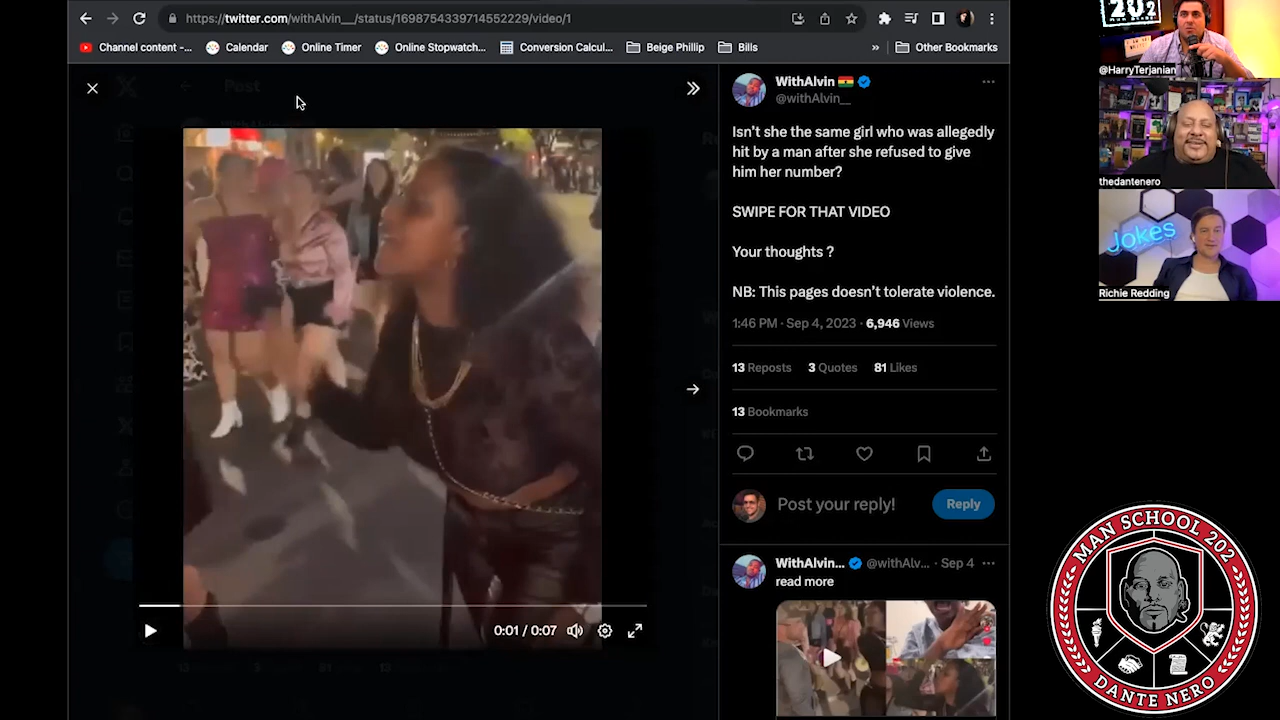 https://twitter.com/withAlvin__/status/1698754339714552229/video/1
Channel content -...
Calendar
Online Timer
Online Stopwatch...
Conversion Calcul...
Beige Phillip
Bills
»
Other Bookmarks
Post
WithAlvin
@withAlvin__
Isn't she the same girl who was allegedly
hit by a man after she refused to give
him her number?
SWIPE FOR THAT VIDEO
Your thoughts ?
NB: This pages doesn't tolerate violence.
1:46 PM · Sep 4, 2023 · 6,946 Views
13 Reposts 3 Quotes 81 Likes
13 Bookmarks
Post your reply!
Reply
WithAlvin... @withAlv... · Sep 4
read more
0:01 / 0:07
202
@HarryTerjanian
thedantenero
Jokes
Richie Redding
MAN SCHOOL 202
DANTE NERO